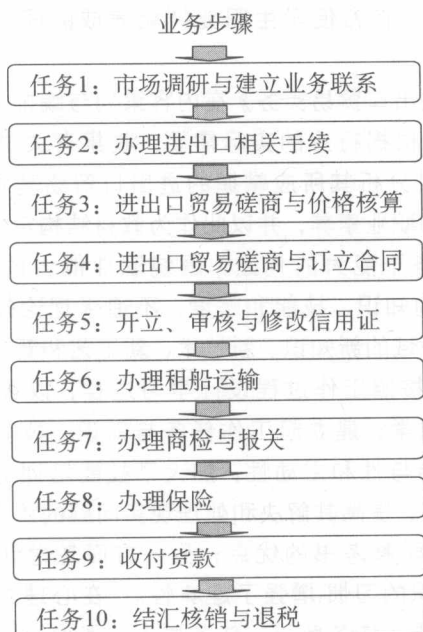 业务步骤
任务1：市场调研与建立业务联系
任务2：办理进出口相关手续
任务3：进出口贸易磋商与价格核算
任务4：进出口贸易磋商与订立合同
任务5：开立、审核与修改信用证
任务6：办理租船运输
任务7：办理商检与报关
任务8：办理保险
任务9：收付货款
任务10：结汇核销与退税